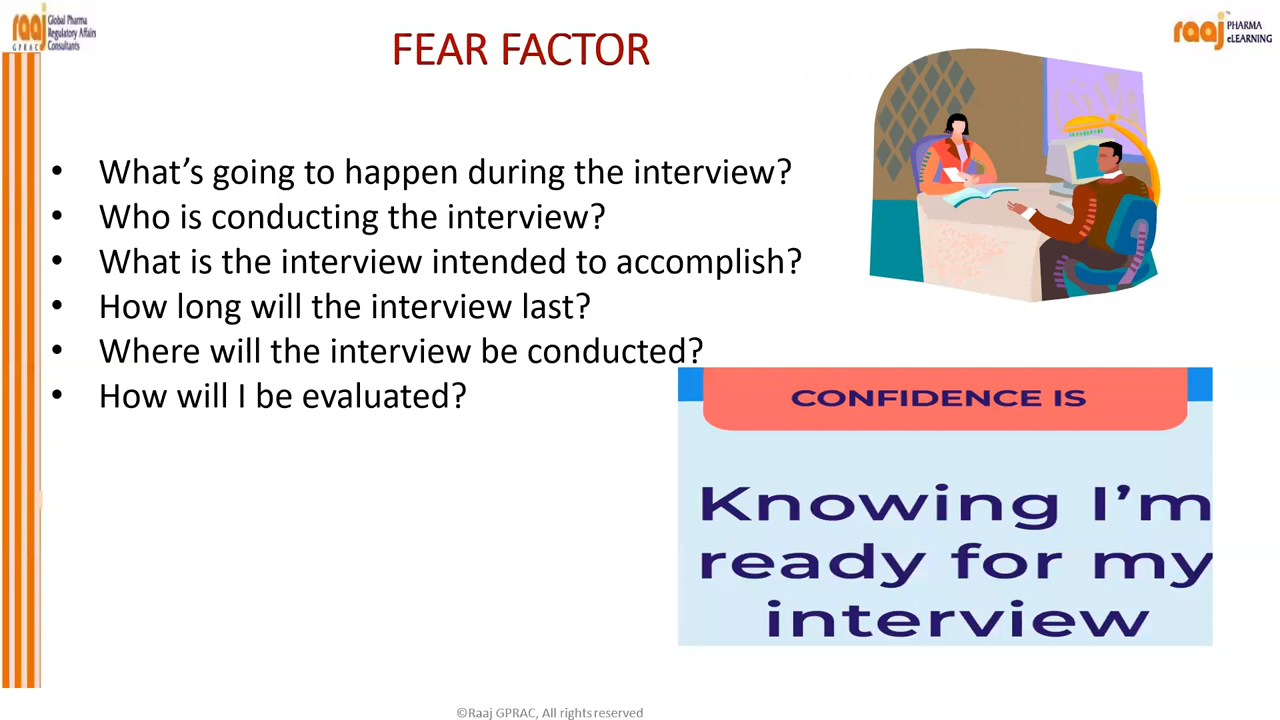 raaj
GPRAC
Global Pharma
Regulatory Affairs
Consultants
FEAR FACTOR
raaj
PHARMA
eLEARNING
• What's going to happen during the interview?
• Who is conducting the interview?
• What is the interview intended to accomplish?
• How long will the interview last?
• Where will the interview be conducted?
• How will I be evaluated?
CONFIDENCE IS
Knowing I'm
ready for my
interview
©Raaj GPRAC, All rights reserved